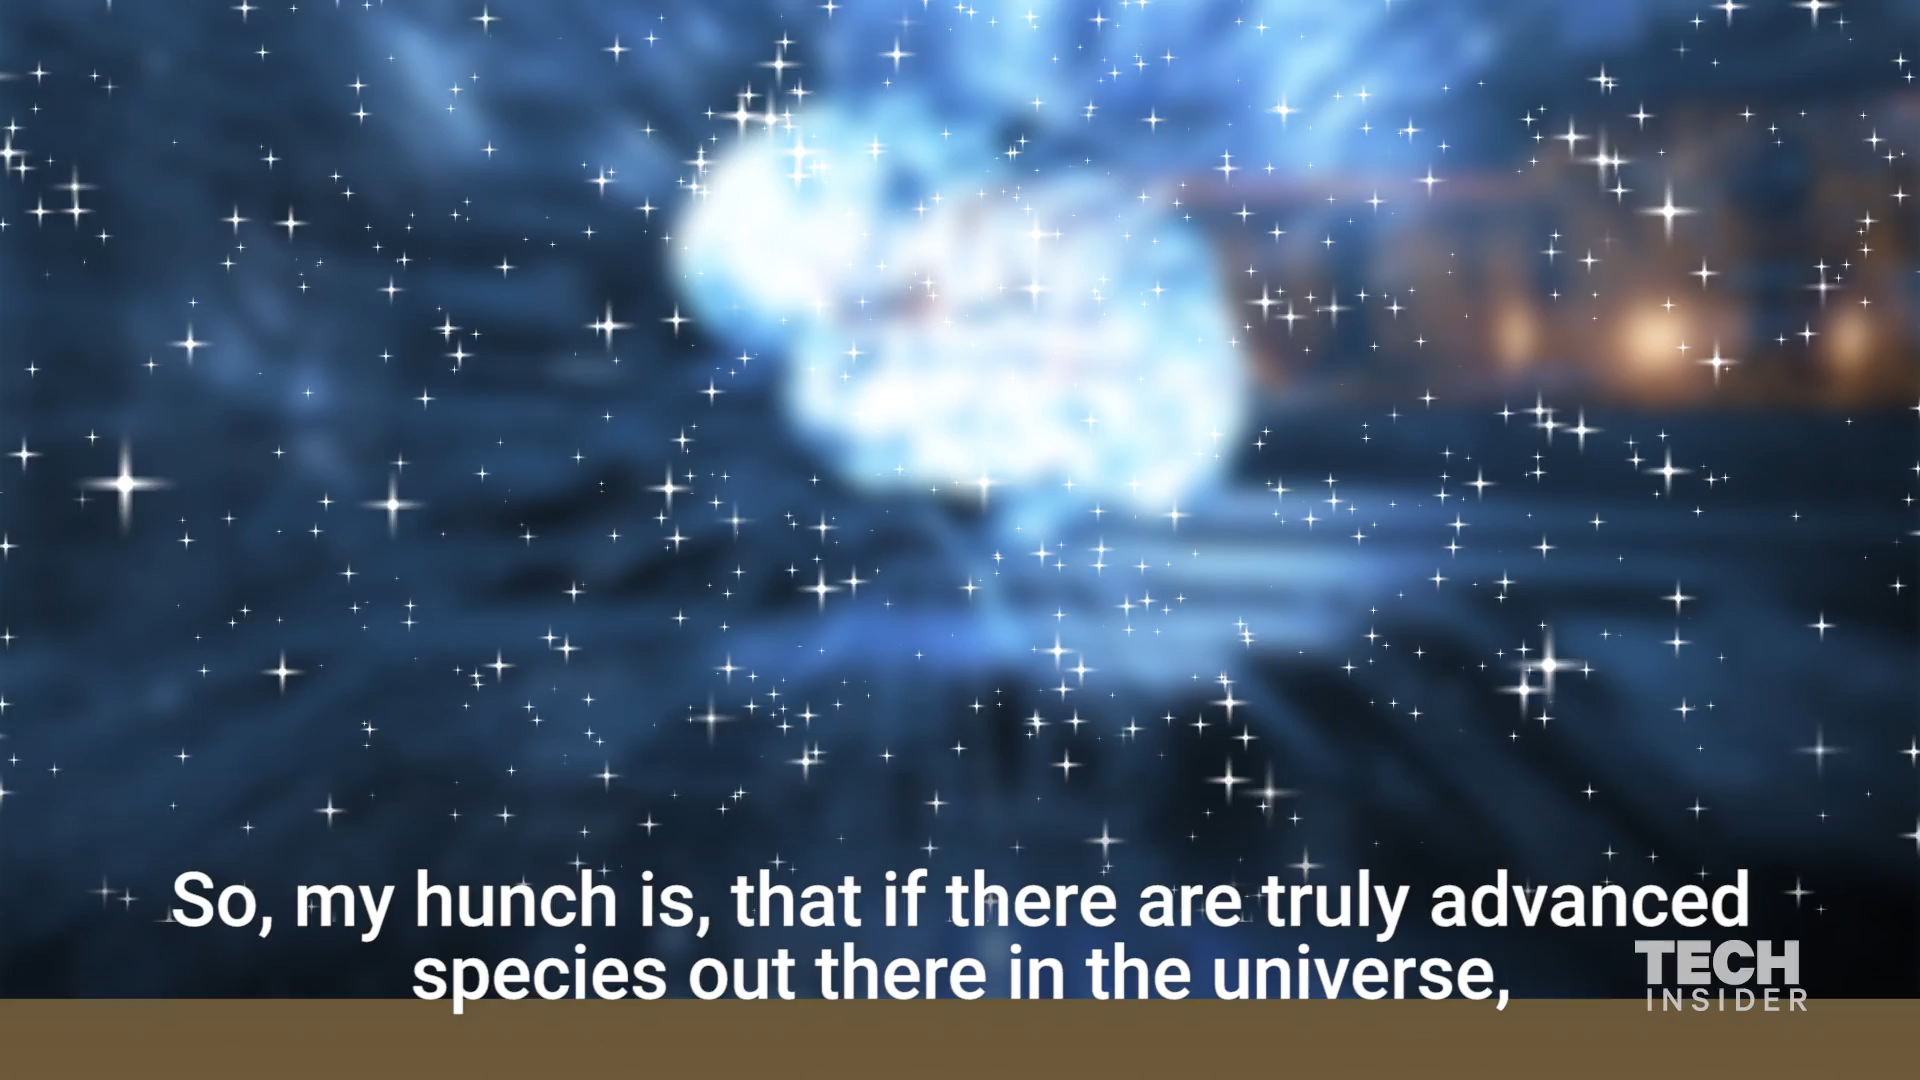 So, my hunch is, that if there are truly advanced
species out there in the universe,
TECH
INSIDER